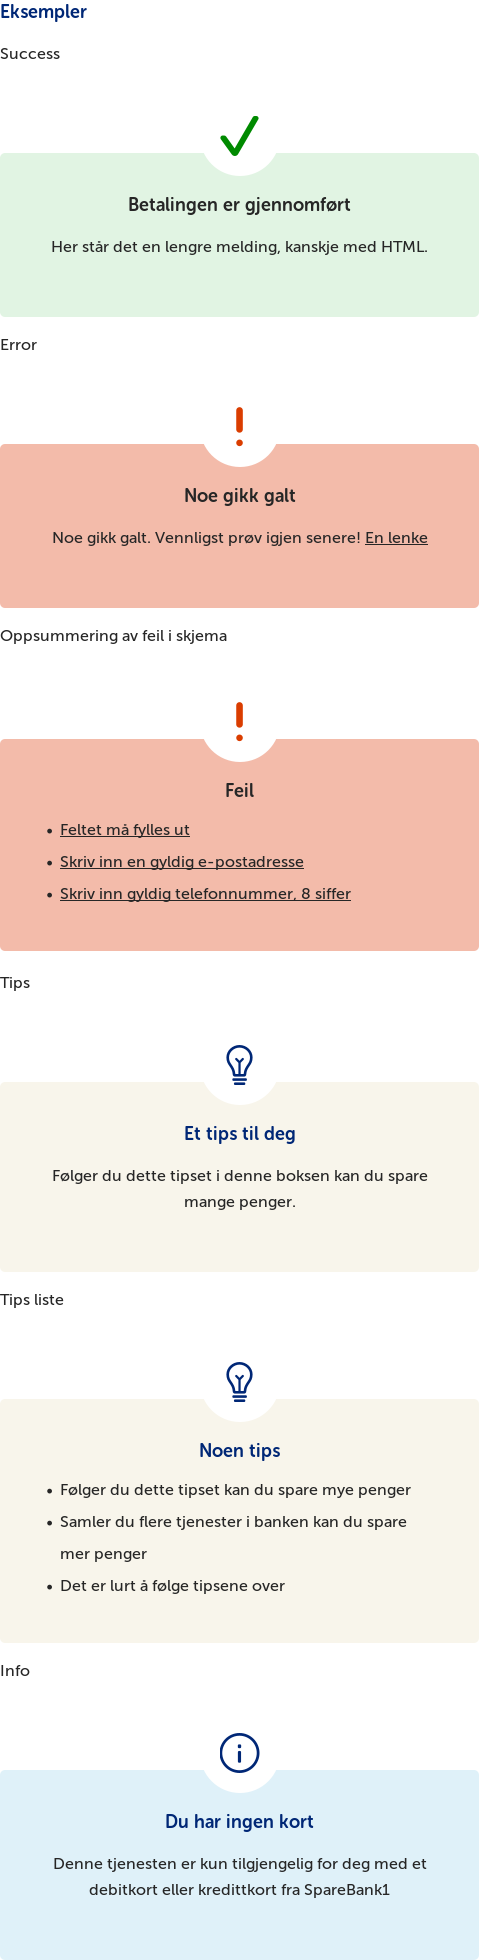 Eksempler
Success
Betalingen er gjennomført
Her står det en lengre melding, kanskje med HTML.
Error
Noe gikk galt
Noe gikk galt. Vennligst prøv igjen senere! En lenke
Oppsummering av feil i skjema
Feil
• Feltet må fylles ut
• Skriv inn en gyldig e-postadresse
• Skriv inn gyldig telefonnummer, 8 siffer
Tips
Et tips til deg
Følger du dette tipset i denne boksen kan du spare
mange penger.
Tips liste
Noen tips
• Følger du dette tipset kan du spare mye penger
• Samler du flere tjenester i banken kan du spare
mer penger
• Det er lurt å følge tipsene over
Info
Du har ingen kort
Denne tjenesten er kun tilgjengelig for deg med et
debitkort eller kredittkort fra SpareBank1